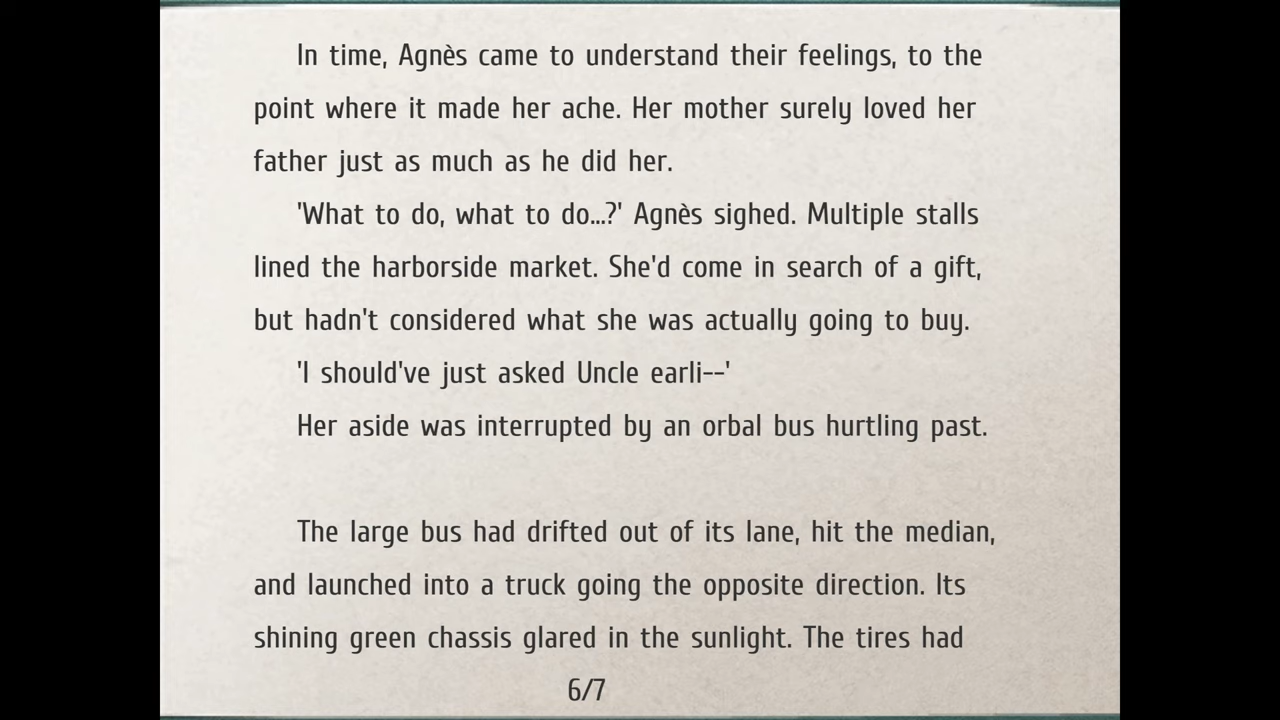 In time, Agnès came to understand their feelings, to the
point where it made her ache. Her mother surely loved her
father just as much as he did her.
'What to do, what to do...?' Agnès sighed. Multiple stalls
lined the harborside market. She'd come in search of a gift,
but hadn't considered what she was actually going to buy.
'I should've just asked Uncle earli--'
Her aside was interrupted by an orbal bus hurtling past.
The large bus had drifted out of its lane, hit the median,
and launched into a truck going the opposite direction. Its
shining green chassis glared in the sunlight. The tires had
6/7